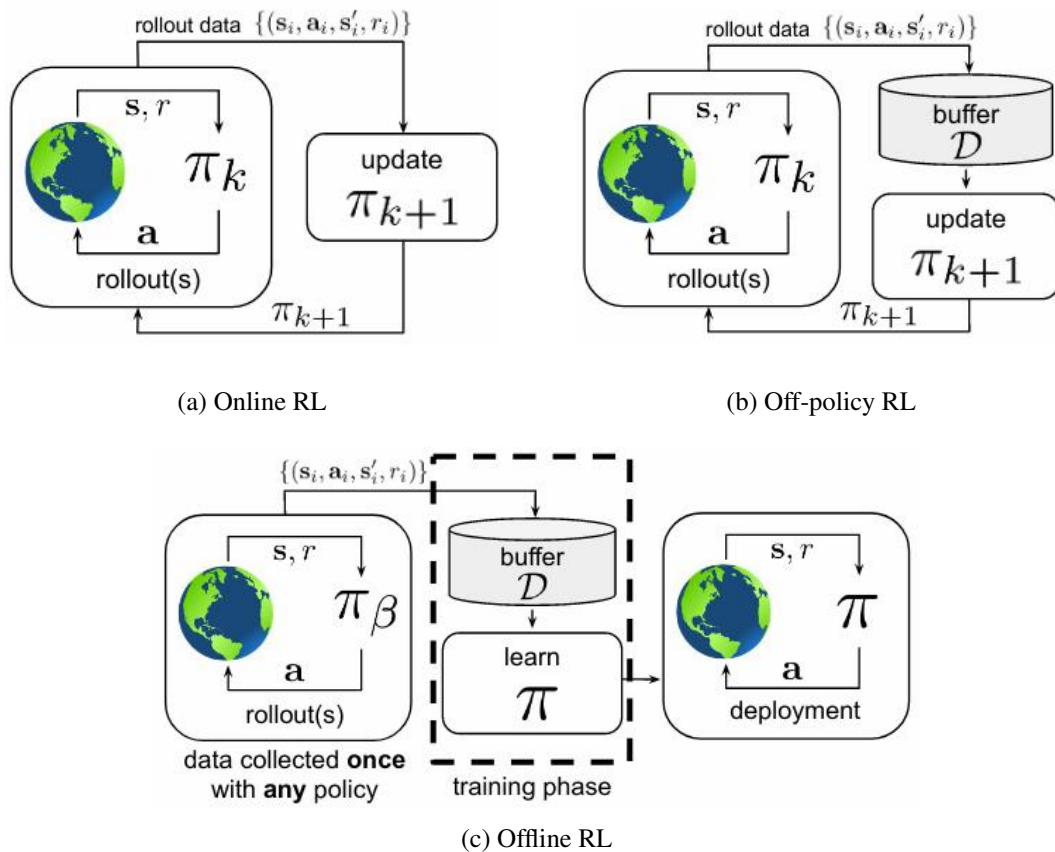 rollout data {(s_i, a_i, s′_i, r_i)}
s, r
π_k
a
rollout(s)
update
π_{k+1}
π_{k+1}
(a) Online RL
rollout data {(s_i, a_i, s′_i, r_i)}
s, r
π_k
a
rollout(s)
buffer
D
update
π_{k+1}
π_{k+1}
(b) Off-policy RL
{(s_i, a_i, s′_i, r_i)}
s, r
π_β
a
rollout(s)
data collected once
with any policy
buffer
D
learn
π
training phase
s, r
π
a
deployment
(c) Offline RL